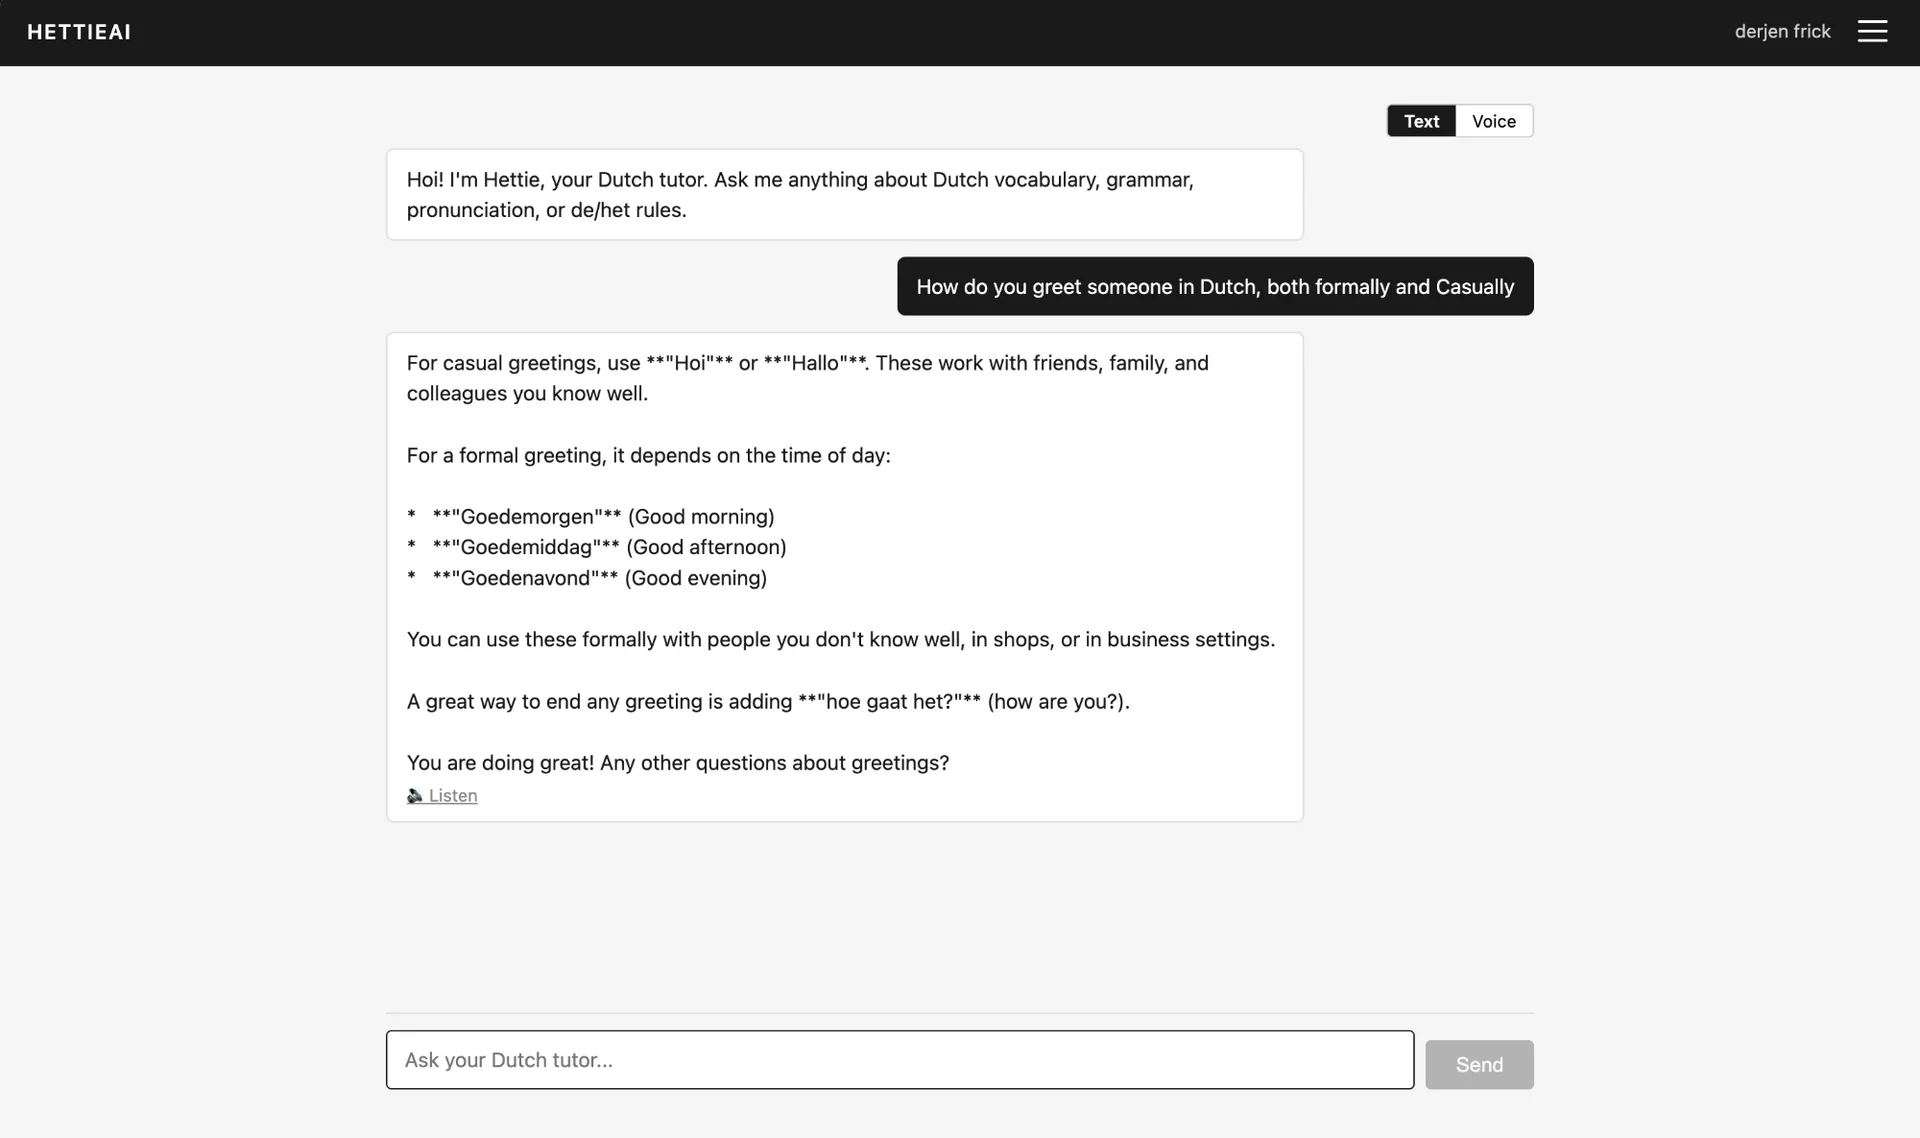 HETTIEAI
derjen frick
Text
Voice
Hoi! I'm Hettie, your Dutch tutor. Ask me anything about Dutch vocabulary, grammar,
pronunciation, or de/het rules.
How do you greet someone in Dutch, both formally and Casually
For casual greetings, use **"Hoi"** or **"Hallo"**. These work with friends, family, and
colleagues you know well.
For a formal greeting, it depends on the time of day:
* **"Goedemorgen"** (Good morning)
* **"Goedemiddag"** (Good afternoon)
* **"Goedenavond"** (Good evening)
You can use these formally with people you don't know well, in shops, or in business settings.
A great way to end any greeting is adding **"hoe gaat het?"** (how are you?).
You are doing great! Any other questions about greetings?
Listen
Ask your Dutch tutor...
Send